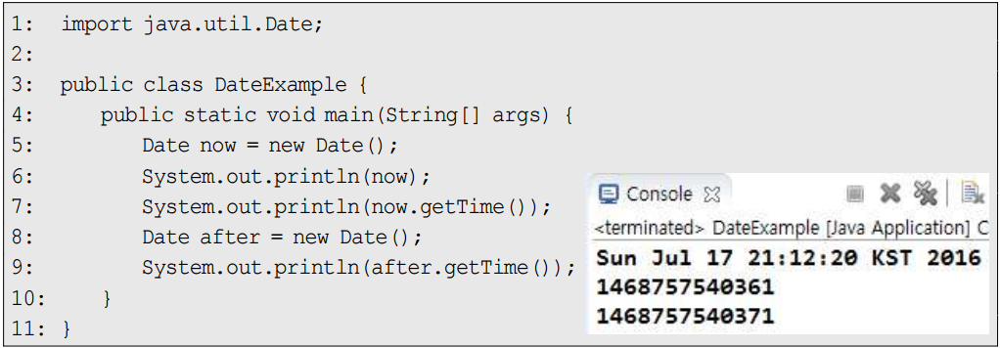 1: import java.util.Date;
2:
3: public class DateExample {
4: public static void main(String[] args) {
5: Date now = new Date();
6: System.out.println(now);
7: System.out.println(now.getTime());
8: Date after = new Date();
9: System.out.println(after.getTime());
10: }
11: }
Console
<terminated> DateExample [Java Application] C
Sun Jul 17 21:12:20 KST 2016
1468757540361
1468757540371